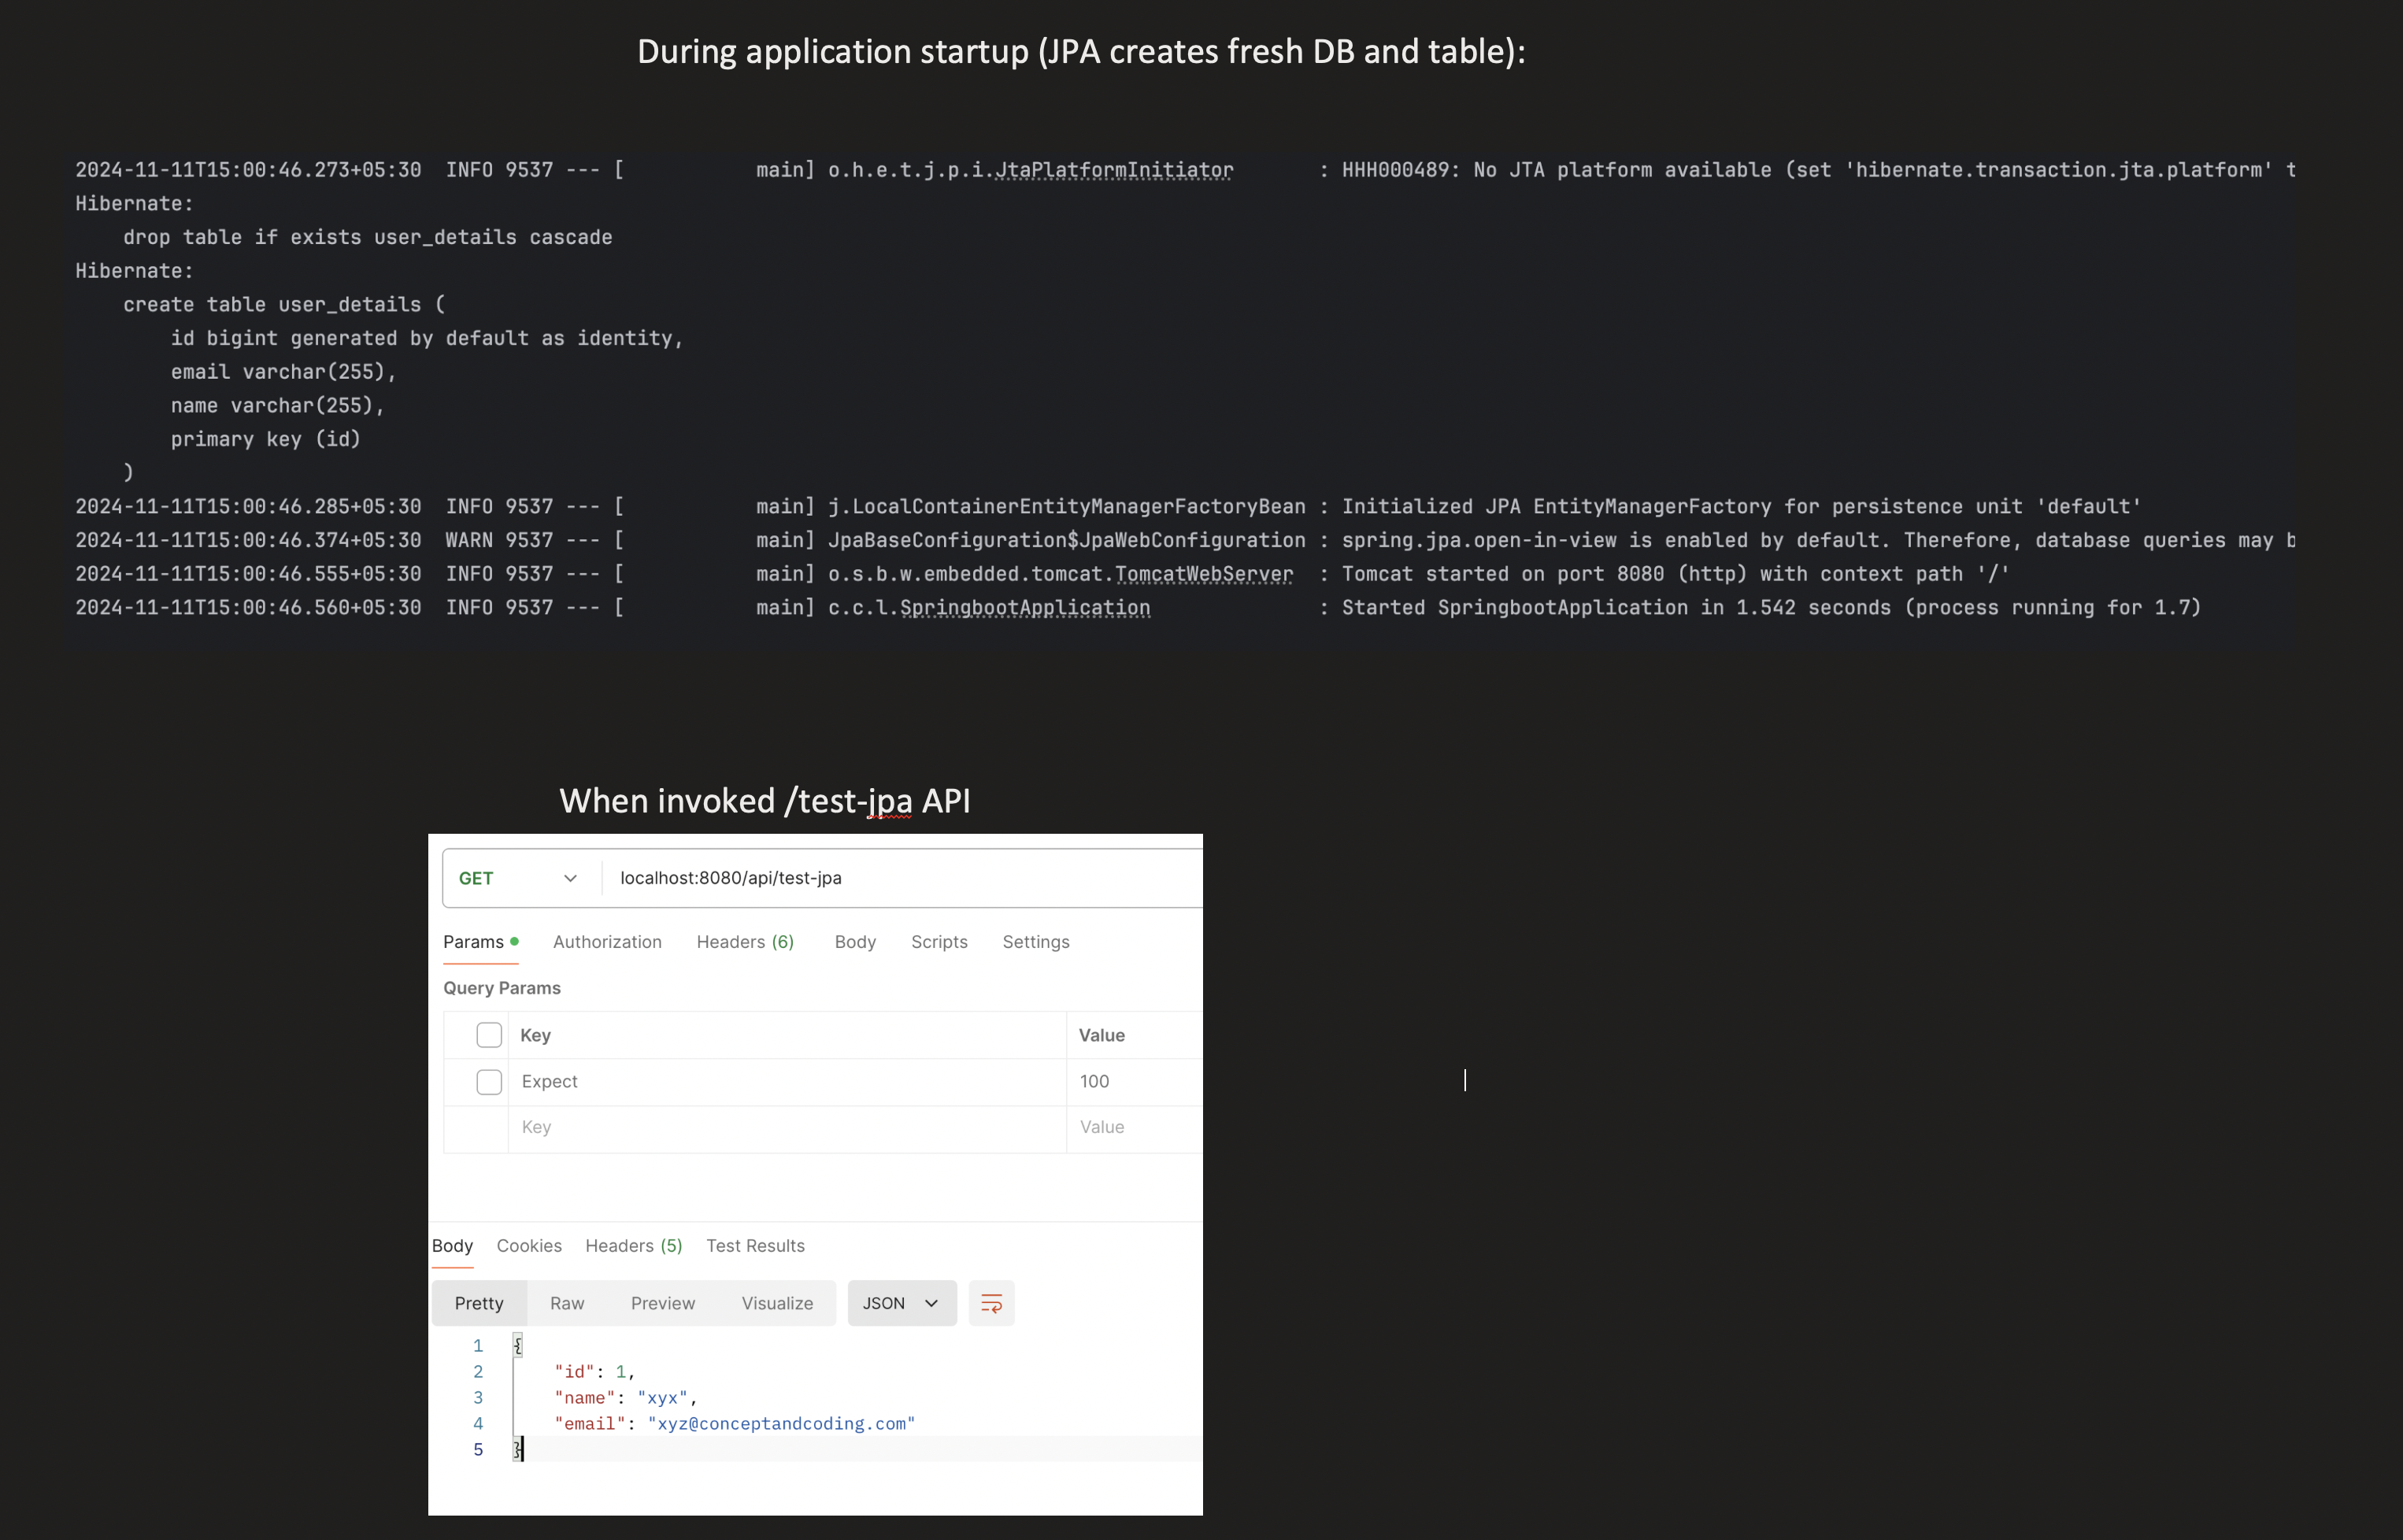 During application startup (JPA creates fresh DB and table):
2024-11-11T15:00:46.273+05:30  INFO 9537 --- [           main] o.h.e.t.j.p.i.JtaPlatformInitiator       : HHH000489: No JTA platform available (set 'hibernate.transaction.jta.platform' t
Hibernate:
    drop table if exists user_details cascade
Hibernate:
    create table user_details (
        id bigint generated by default as identity,
        email varchar(255),
        name varchar(255),
        primary key (id)
    )
2024-11-11T15:00:46.285+05:30  INFO 9537 --- [           main] j.LocalContainerEntityManagerFactoryBean : Initialized JPA EntityManagerFactory for persistence unit 'default'
2024-11-11T15:00:46.374+05:30  WARN 9537 --- [           main] JpaBaseConfiguration$JpaWebConfiguration : spring.jpa.open-in-view is enabled by default. Therefore, database queries may b
2024-11-11T15:00:46.555+05:30  INFO 9537 --- [           main] o.s.b.w.embedded.tomcat.TomcatWebServer  : Tomcat started on port 8080 (http) with context path '/'
2024-11-11T15:00:46.560+05:30  INFO 9537 --- [           main] c.c.l.SpringbootApplication              : Started SpringbootApplication in 1.542 seconds (process running for 1.7)
When invoked /test-jpa API
GET localhost:8080/api/test-jpa
Params Authorization Headers (6) Body Scripts Settings
Query Params
Key Value
Expect 100
Key Value
Body Cookies Headers (5) Test Results
Pretty Raw Preview Visualize JSON
1 {
2     "id": 1,
3     "name": "xyx",
4     "email": "xyz@conceptandcoding.com"
5 }